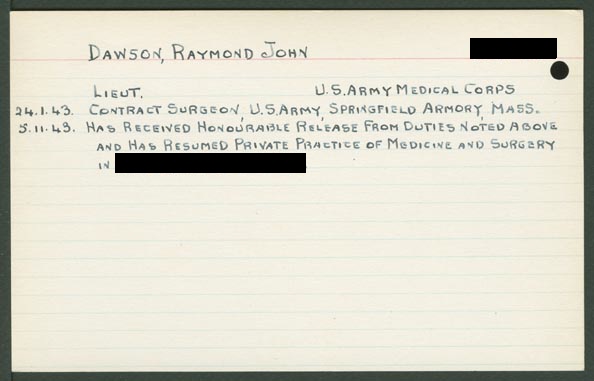 DAWSON, RAYMOND JOHN
LIEUT. U.S. ARMY MEDICAL CORPS
24.1.43. CONTRACT SURGEON, U.S. ARMY, SPRINGFIELD ARMORY, MASS.
5.11.43. HAS RECEIVED HONOURABLE RELEASE FROM DUTIES NOTED ABOVE
AND HAS RESUMED PRIVATE PRACTICE OF MEDICINE AND SURGERY
IN